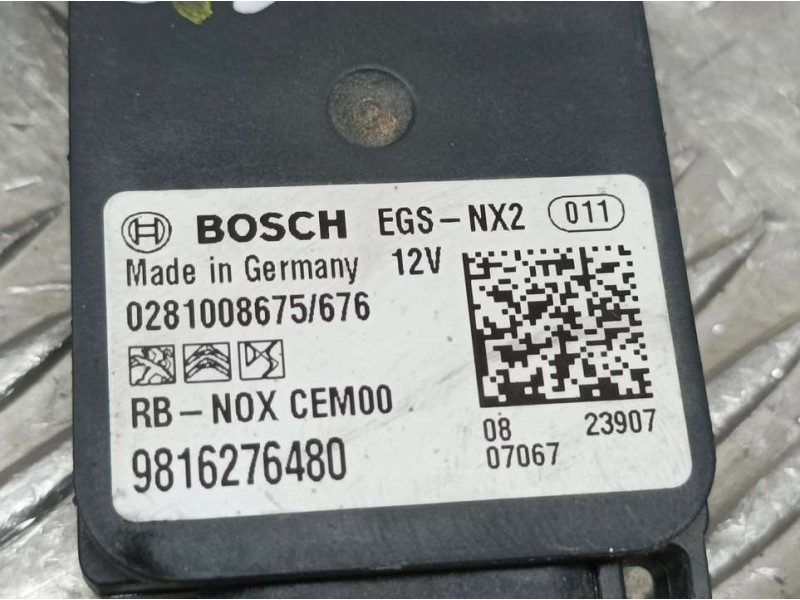 BOSCH EGS-NX2 011
Made in Germany 12V
0281008675/676
RB-NOX CEM00
9816276480
08 23907
07067